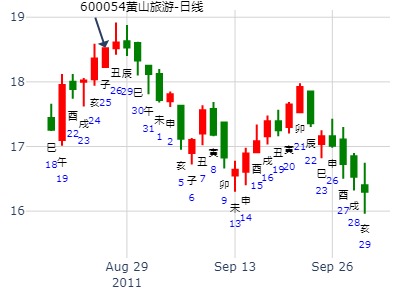 600054黄山旅游-日线
19
18
17
16
巳
18
午
19
酉
22
戌
23
亥
24
子
25
丑
26
辰
29
巳
30
午
31
未
1
申
2
亥
5
子
6
丑
7
寅
8
卯
9
未
13
申
14
酉
15
戌
16
丑
19
寅
20
卯
21
辰
22
巳
23
申
26
酉
27
戌
28
亥
29
Aug 29
2011
Sep 13
Sep 26